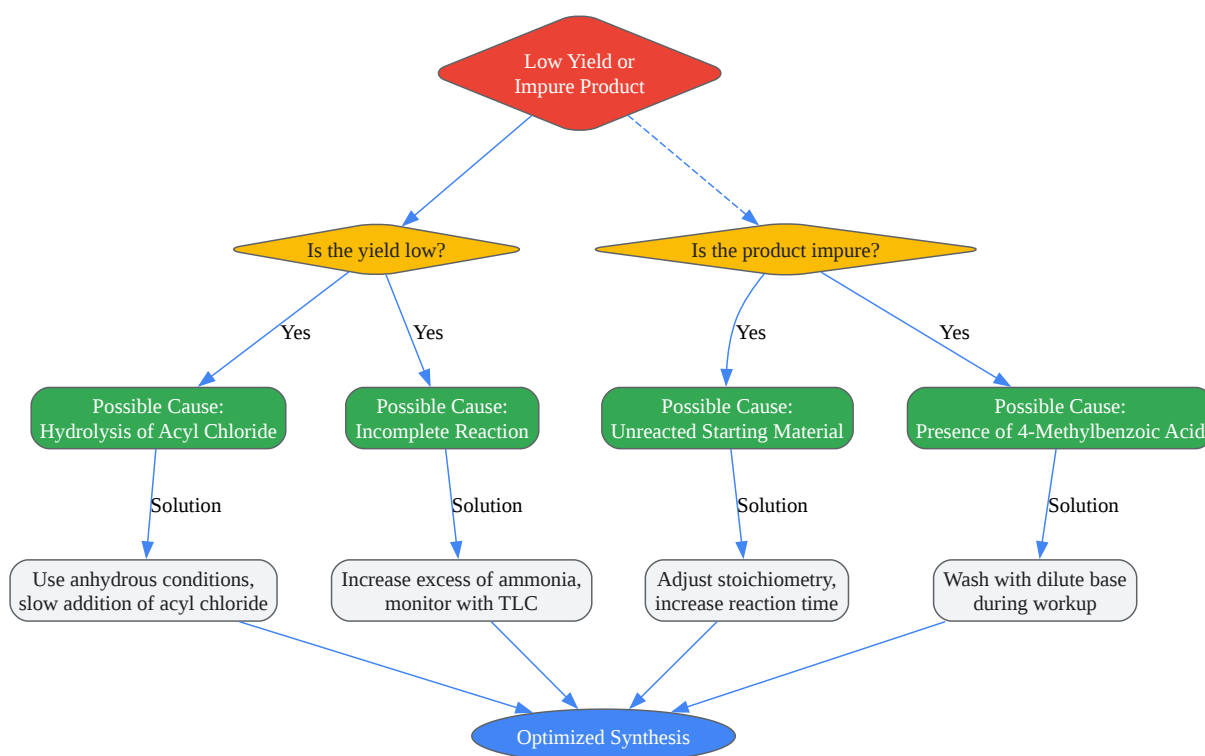 Low Yield or
Impure Product
Is the yield low?
Is the product impure?
Yes
Yes
Yes
Yes
Possible Cause:
Hydrolysis of Acyl Chloride
Possible Cause:
Incomplete Reaction
Possible Cause:
Unreacted Starting Material
Possible Cause:
Presence of 4-Methylbenzoic Acid
Solution
Solution
Solution
Solution
Use anhydrous conditions,
slow addition of acyl chloride
Increase excess of ammonia,
monitor with TLC
Adjust stoichiometry,
increase reaction time
Wash with dilute base
during workup
Optimized Synthesis